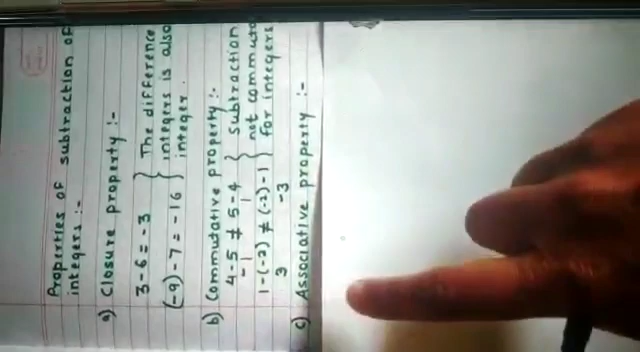 Properties of subtraction of
integers :-
a) Closure property :-
3-6 = -3 } The difference
(-9) - 7 = -16 } integers is also
integer.
b) Commutative property :-
4-5 ≠ 5-4 } subtraction
-1 1 not commuta
1-(-2) ≠ (-2)-1 } for integers
3 -3
c) Associative property :-